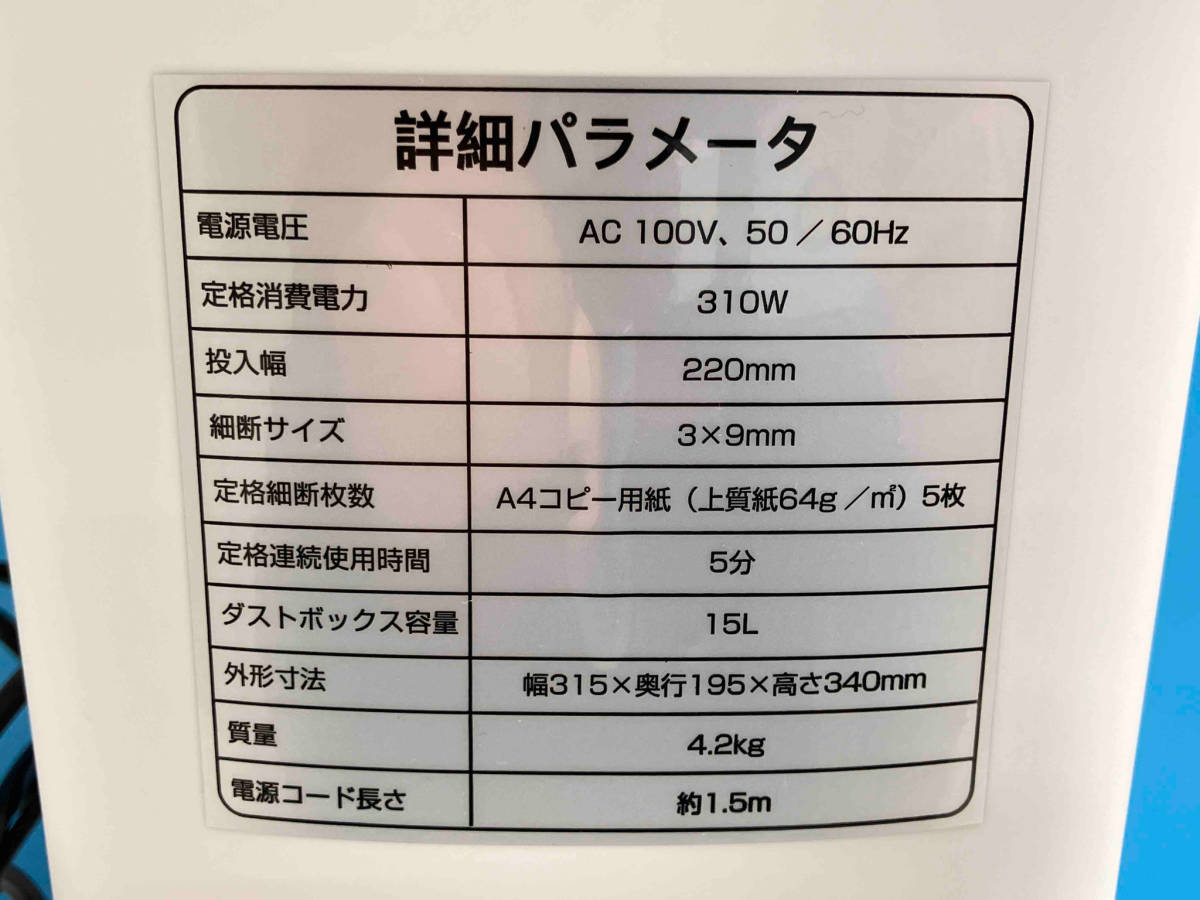 詳細パラメータ
電源電圧 AC 100V、50／60Hz
定格消費電力 310W
投入幅 220mm
細断サイズ 3×9mm
定格細断枚数 A4コピー用紙（上質紙64g／㎡）5枚
定格連続使用時間 5分
ダストボックス容量 15L
外形寸法 幅315×奥行195×高さ340mm
質量 4.2kg
電源コード長さ 約1.5m